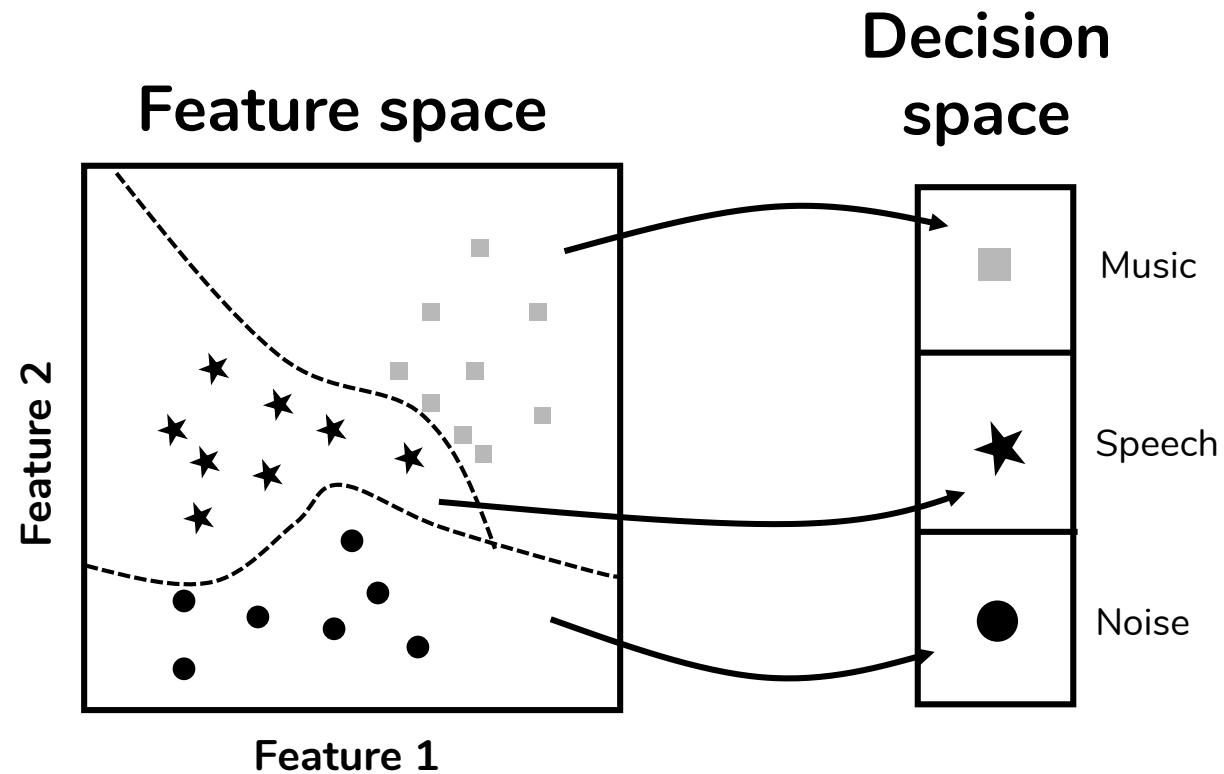 Decision
space
Feature space
Feature 2
Feature 1
Music
Speech
Noise